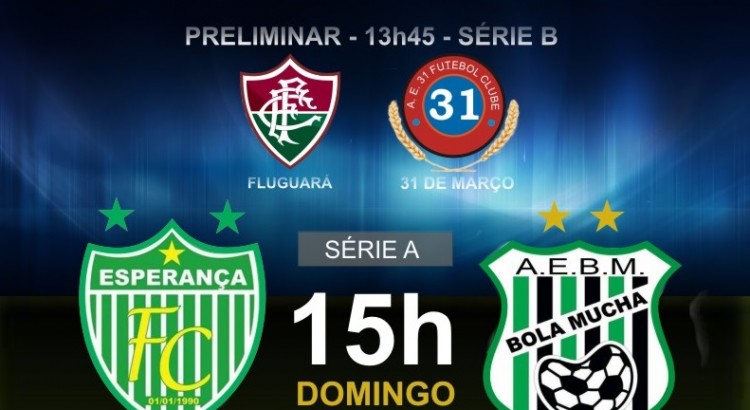 PRELIMINAR - 13h45 - SÉRIE B
A. E. 31 FUTEBOL CLUBE
31
FLUGUARÁ
31 DE MARÇO
SÉRIE A
ESPERANÇA
FC
01/01/1990
15h
DOMINGO
A.E.B.M.
BOLA MUCHA